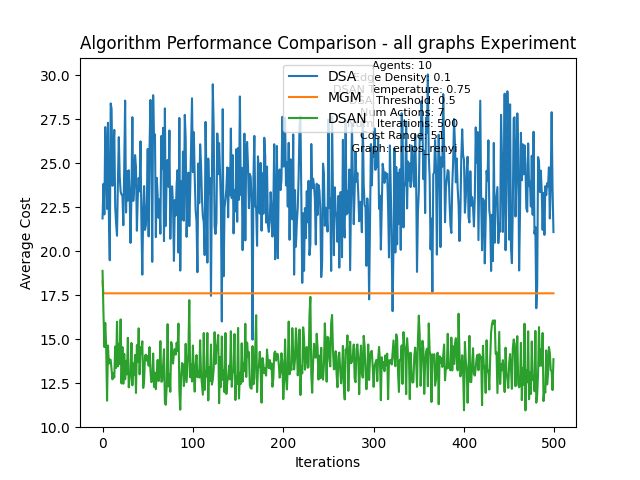 Algorithm Performance Comparison - all graphs Experiment
Agents: 10
Edge Density: 0.1
DSAN Temperature: 0.75
DSA Threshold: 0.5
Num Actions: 7
Iterations: 500
Cost Range: 51
Graph: erdos_renyi
DSA
MGM
DSAN
Average Cost
30.0
27.5
25.0
22.5
20.0
17.5
15.0
12.5
10.0
0
100
200
300
400
500
Iterations